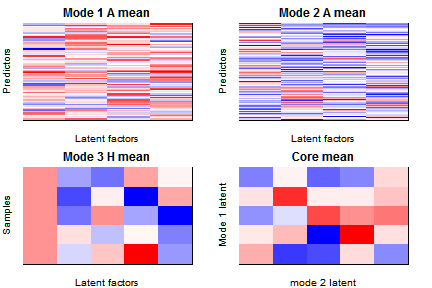 Mode 1 A mean
Predictors
Latent factors
Mode 2 A mean
Predictors
Latent factors
Mode 3 H mean
Samples
Latent factors
Core mean
Mode 1 latent
mode 2 latent